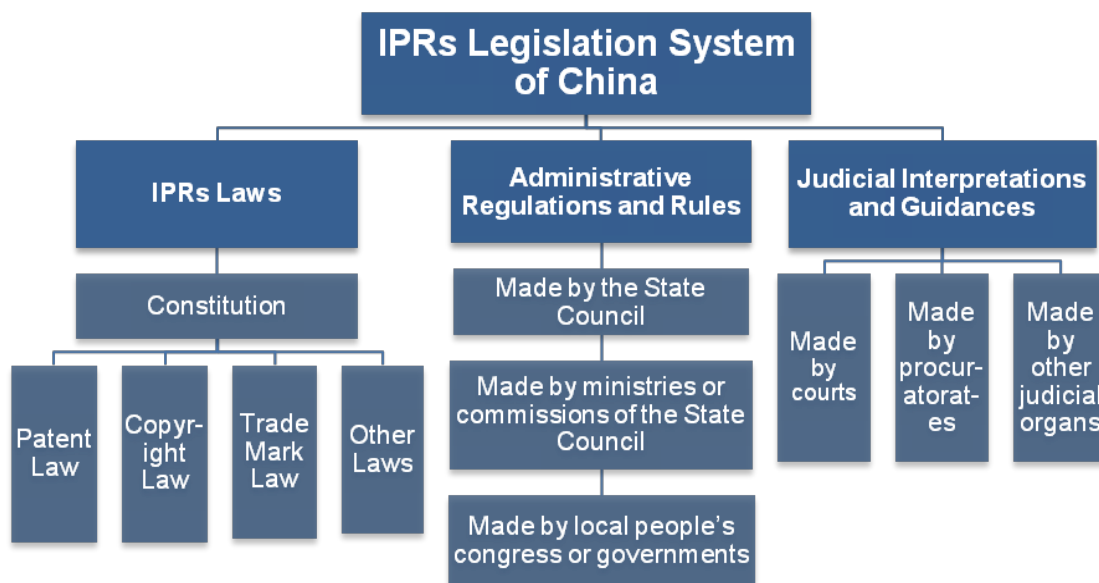 IPRs Legislation System
of China
IPRs Laws
Administrative
Regulations and Rules
Judicial Interpretations
and Guidances
Constitution
Patent
Law
Copyr-
ight
Law
Trade
Mark
Law
Other
Laws
Made by the State
Council
Made by ministries or
commissions of the State
Council
Made by local people’s
congress or governments
Made
by
courts
Made
by
procur-
atorat-
es
Made
by
other
judicial
organs